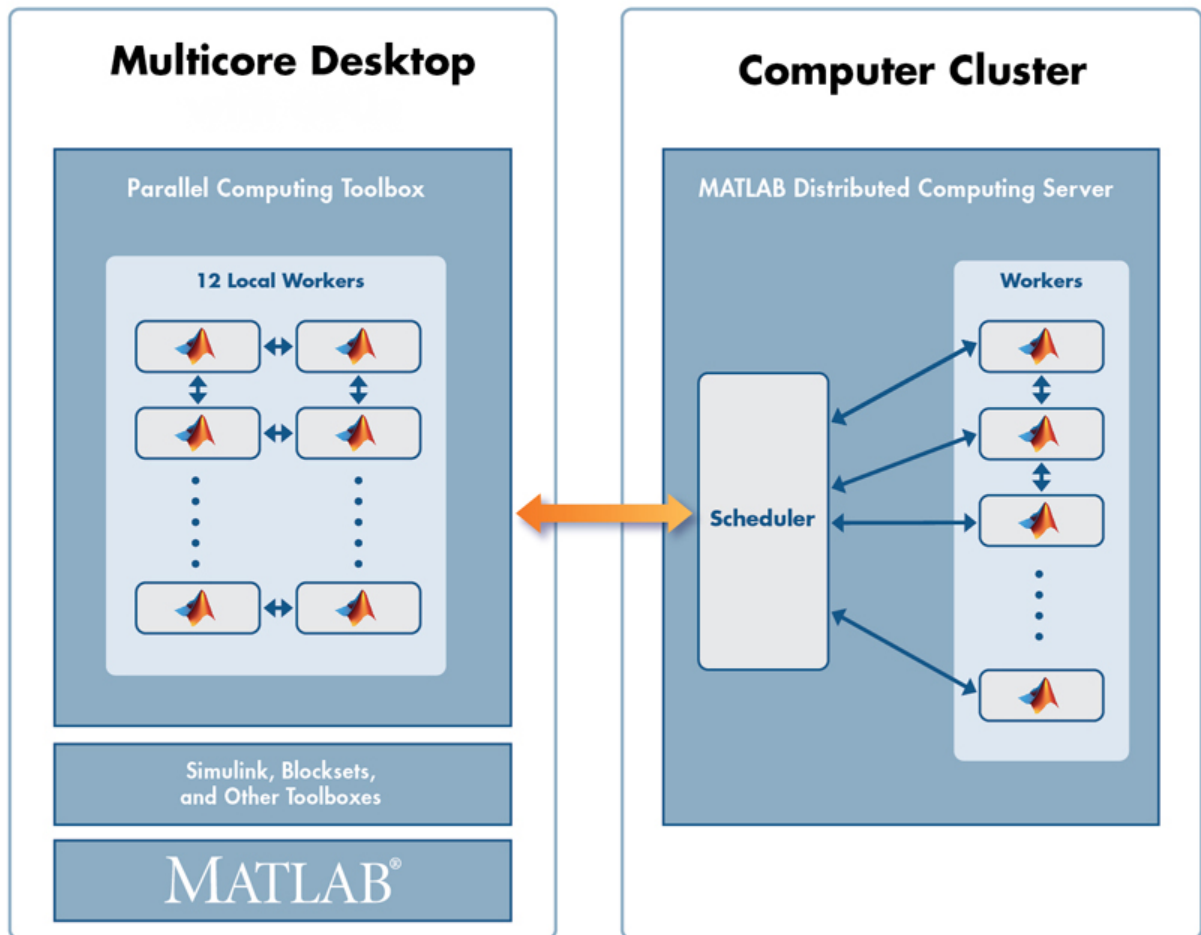 Multicore Desktop
Parallel Computing Toolbox
12 Local Workers
Simulink, Blocksets,
and Other Toolboxes
MATLAB®
Computer Cluster
MATLAB Distributed Computing Server
Workers
Scheduler